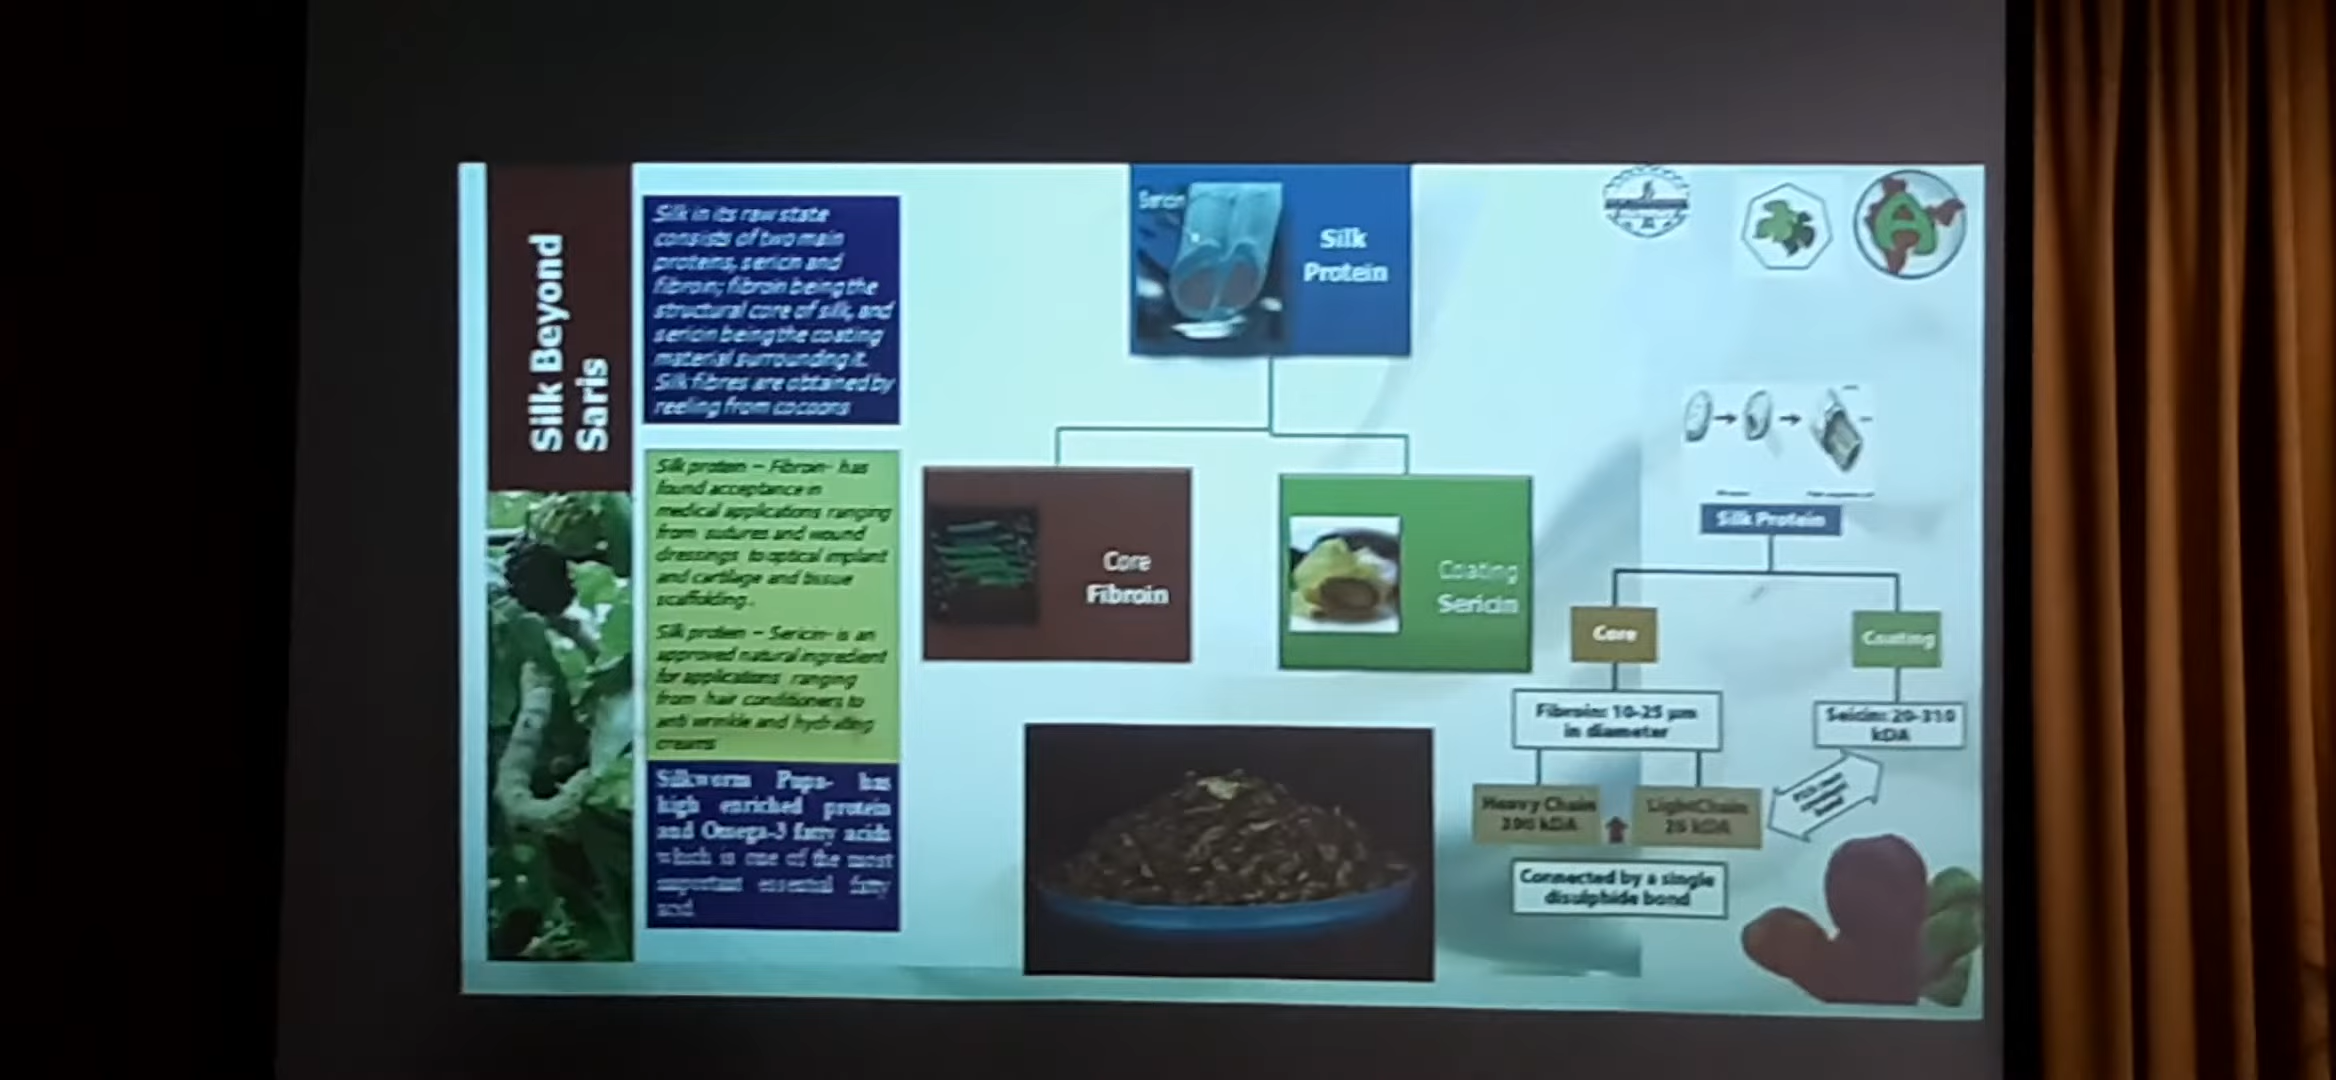 Silk Beyond
Saris
Silk in its raw state
consists of two main
proteins, sericin and
fibroin; fibroin being the
structural core of silk, and
sericin being the coating
material surrounding it.
Silk fibres are obtained by
reeling from cocoons
Silk protein – Fibroin- has
found acceptance in
medical applications ranging
from sutures and wound
dressings to optical implant
and cartilage and tissue
scaffolding.
Silk protein – Sericin- is an
approved natural ingredient
for applications ranging
from hair conditioners to
anti wrinkle and hydrating
creams
Silkworm Pupa- has
high enriched protein
and Omega-3 fatty acids
which is one of the most
important essential fatty
acid.
Sericin
Silk
Protein
Core
Fibroin
Coating
Sericin
Silk Protein
Core
Coating
Fibroin: 10-25 µm
in diameter
Seicin: 20-310
kDA
Heavy Chain
kDA
Light Chain
kDA
Connected by a single
disulphide bond